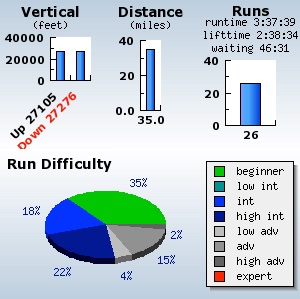 Vertical
(feet)
40000
20000
0
Up 27105
Down 27276
Distance
(miles)
40
20
0.0
35.0
Runs
runtime 3:37:39
lifttime 2:38:34
waiting 46:31
40
20
0
26
Run Difficulty
35%
18%
2%
15%
22%
4%
beginner
low int
int
high int
low adv
adv
high adv
expert